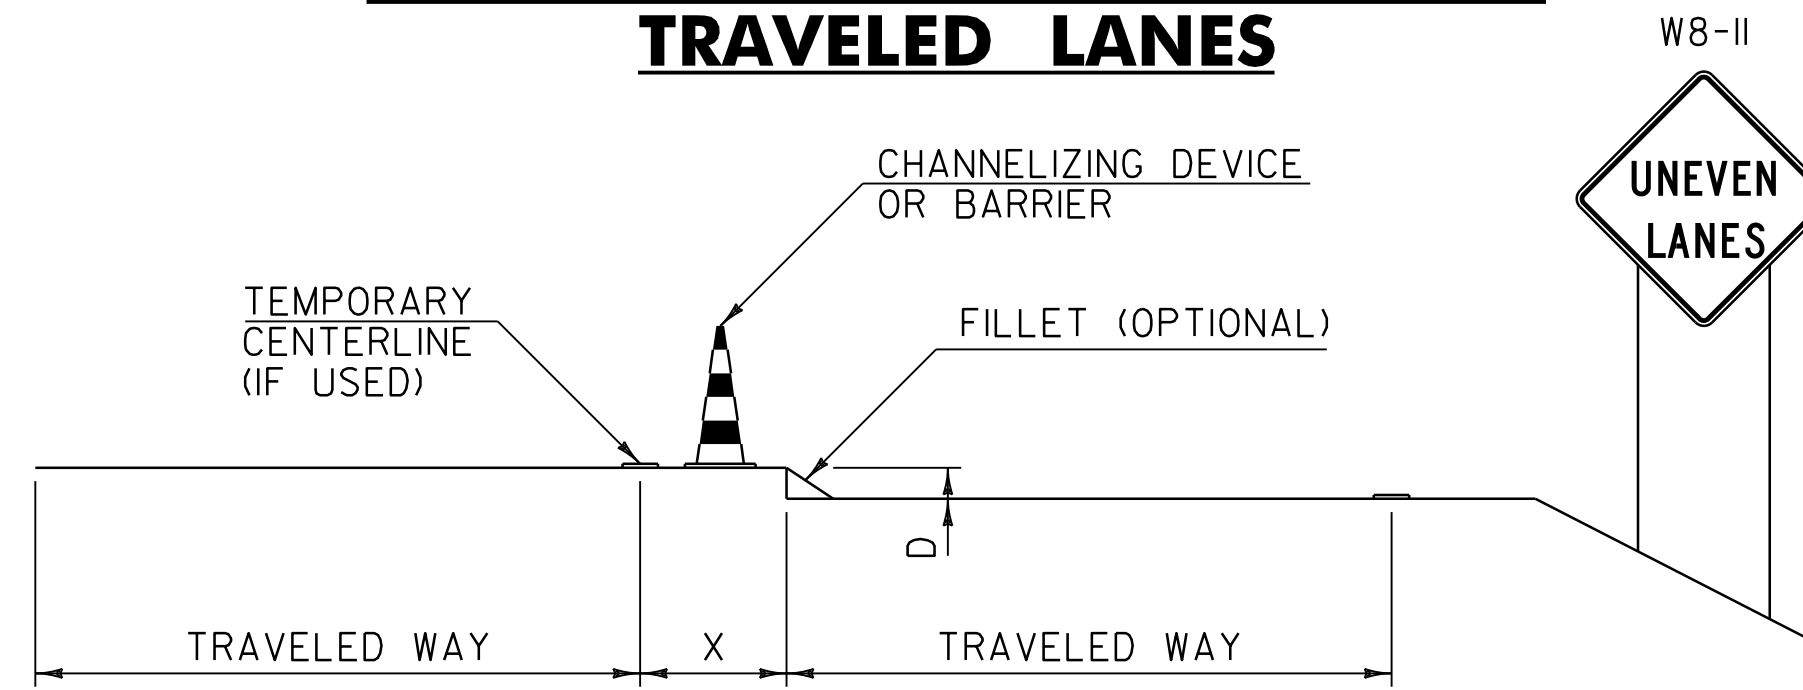 TRAVELED LANES
W8-11
UNEVEN
LANES
CHANNELIZING DEVICE
OR BARRIER
TEMPORARY
CENTERLINE
(IF USED)
FILLET (OPTIONAL)
D
TRAVELED WAY
X
TRAVELED WAY